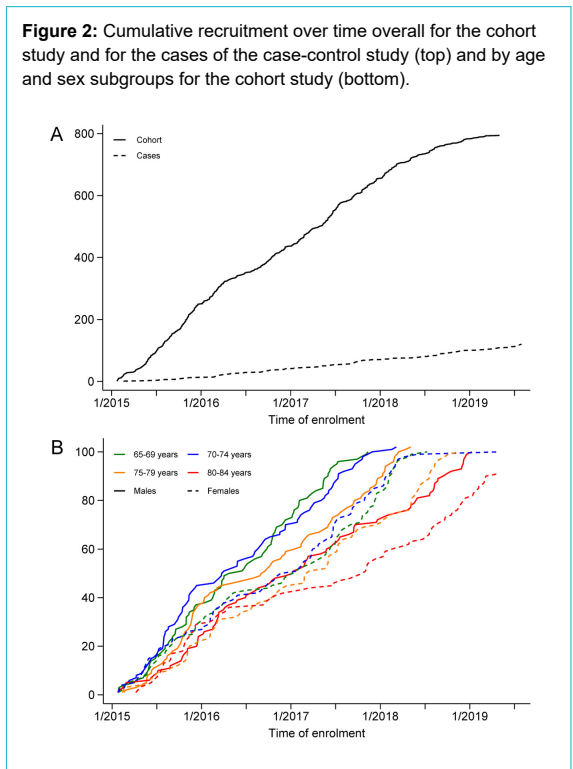 Figure 2: Cumulative recruitment over time overall for the cohort
study and for the cases of the case-control study (top) and by age
and sex subgroups for the cohort study (bottom).
A
800
Cohort
Cases
600
400
200
0
1/2015 1/2016 1/2017 1/2018 1/2019
Time of enrolment
B
100
65-69 years 70-74 years
75-79 years 80-84 years
Males Females
80
60
40
20
0
1/2015 1/2016 1/2017 1/2018 1/2019
Time of enrolment